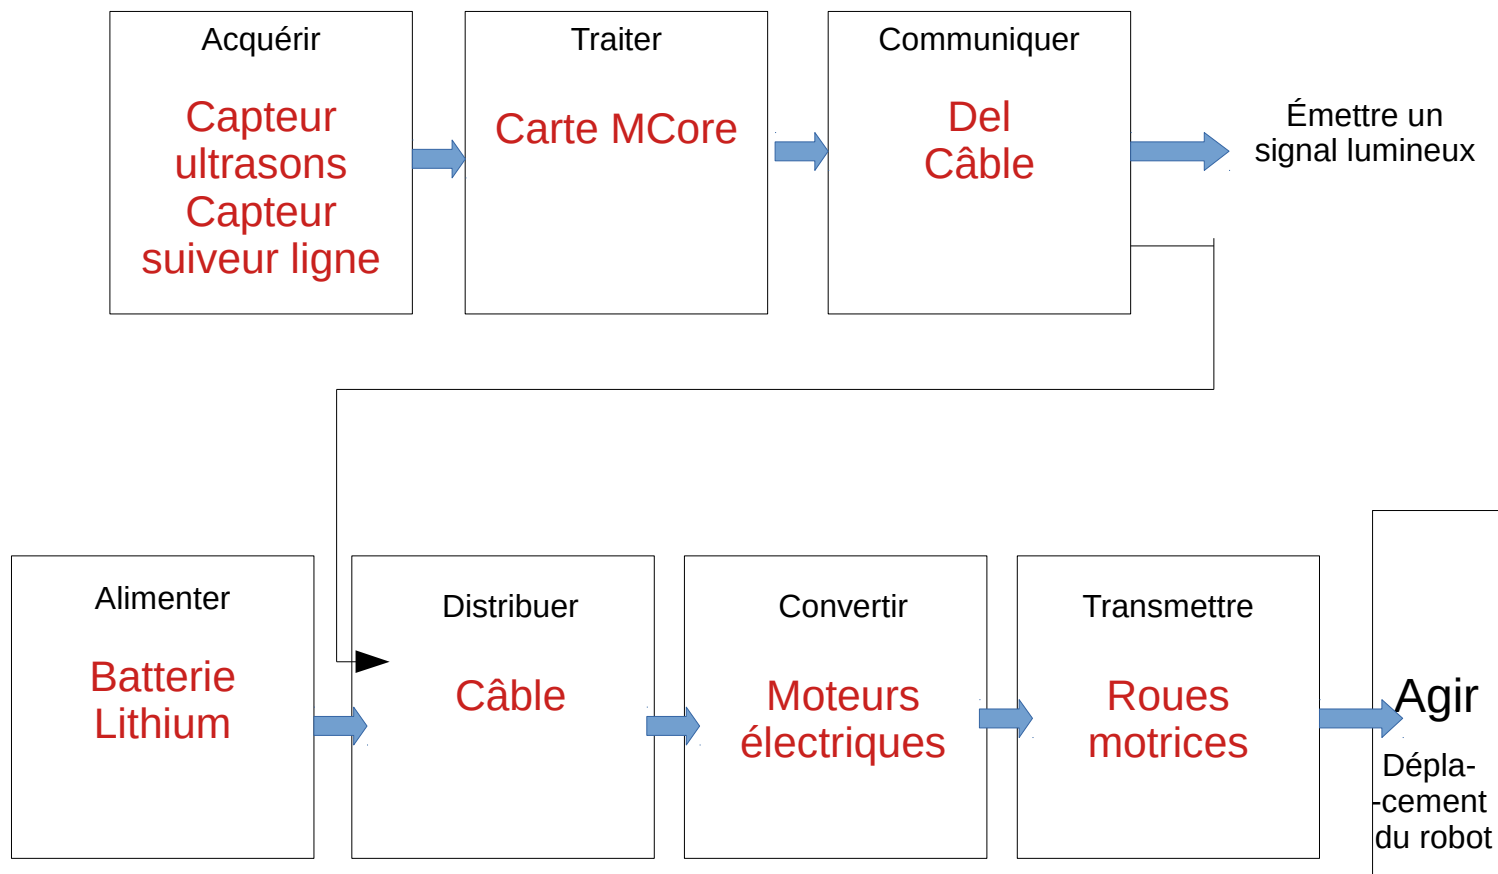 Acquérir
Capteur
ultrasons
Capteur
suiveur ligne
Traiter
Carte MCore
Communiquer
Del
Câble
Émettre un
signal lumineux
Alimenter
Batterie
Lithium
Distribuer
Câble
Convertir
Moteurs
électriques
Transmettre
Roues
motrices
Agir
Dépla-
-cement
du robot